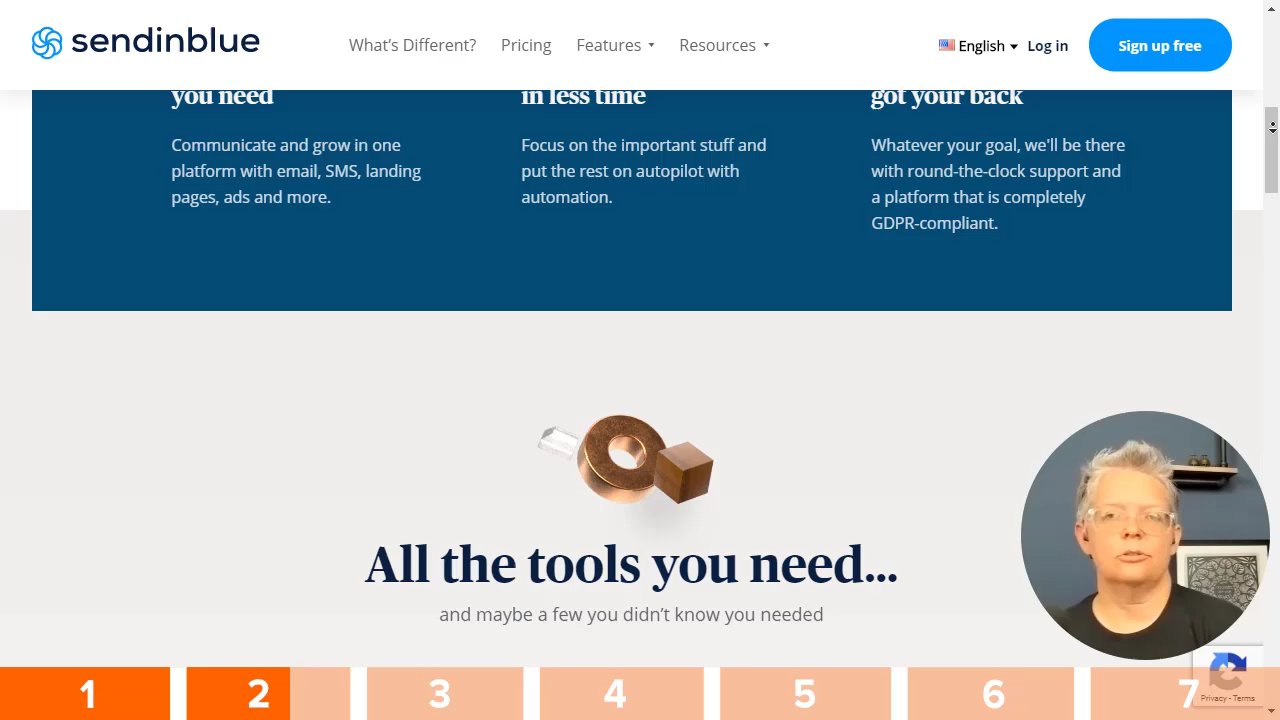 sendinblue
What's Different?
Pricing
Features
Resources
English
Log in
Sign up free
you need
in less time
got your back
Communicate and grow in one
platform with email, SMS, landing
pages, ads and more.
Focus on the important stuff and
put the rest on autopilot with
automation.
Whatever your goal, we'll be there
with round-the-clock support and
a platform that is completely
GDPR-compliant.
All the tools you need...
and maybe a few you didn't know you needed
1
2
3
4
5
6
7
Privacy - Terms